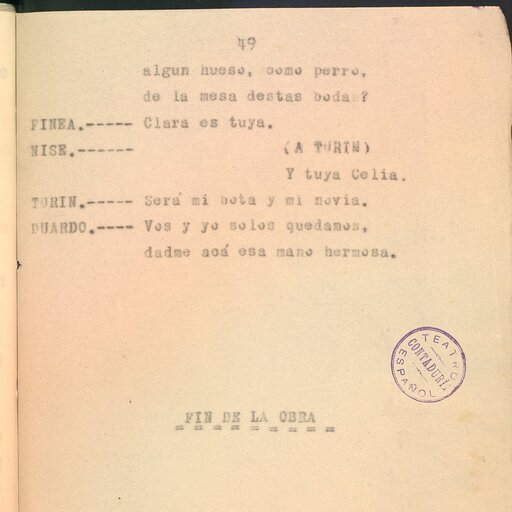 49
algun hueso, como perro,
de la mesa destas bodas?
FINEA.----- Clara es tuya.
NISE.------ (A TURIN)
Y tuya Celia.
TURIN.----- Será mi bota y mi novia.
DUARDO.---- Vos y yo solos quedamos,
dadme acá esa mano hermosa.
TEATRO ESPAÑOL
CONTADURÍA
FIN DE LA OBRA